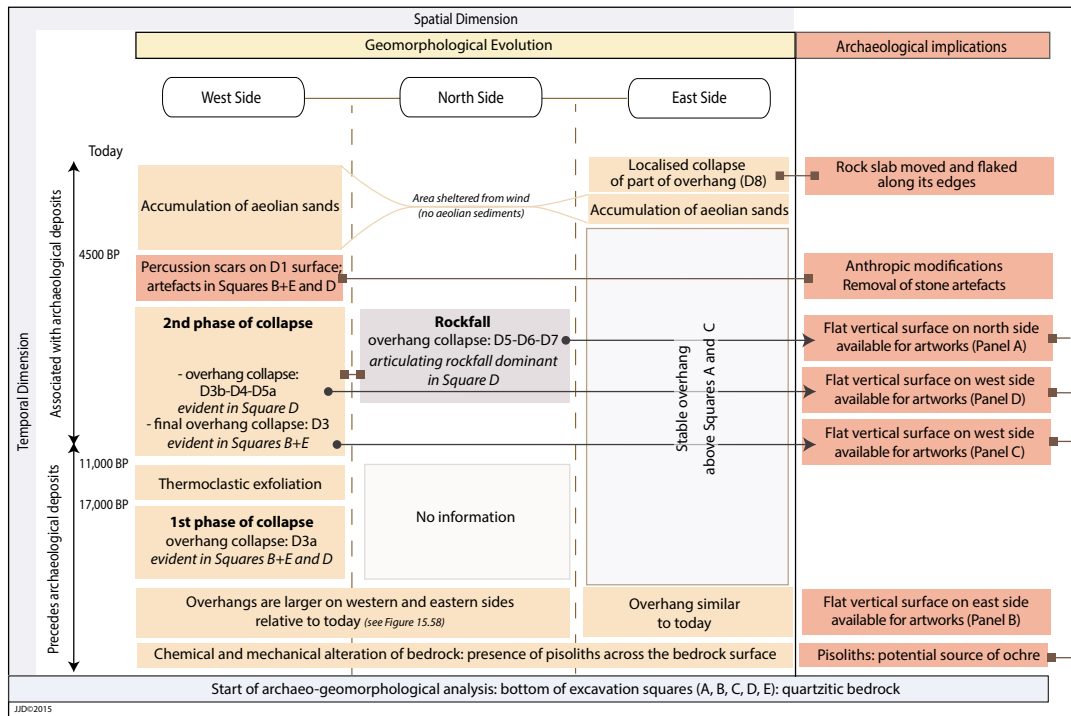 Spatial Dimension
Geomorphological Evolution
Archaeological implications
West Side
North Side
East Side
Temporal Dimension
Associated with archaeological deposits
Precedes archaeological deposits
Today
4500 BP
11,000 BP
17,000 BP
Accumulation of aeolian sands
Area sheltered from wind
(no aeolian sediments)
Localised collapse
of part of overhang (D8)
Accumulation of aeolian sands
Rock slab moved and flaked
along its edges
Percussion scars on D1 surface;
artefacts in Squares B+E and D
Anthropic modifications
Removal of stone artefacts
2nd phase of collapse
- overhang collapse:
D3b-D4-D5a
evident in Square D
- final overhang collapse: D3
evident in Squares B+E
Rockfall
overhang collapse: D5-D6-D7
articulating rockfall dominant
in Square D
Stable overhang
above Squares A and C
Flat vertical surface on north side
available for artworks (Panel A)
Flat vertical surface on west side
available for artworks (Panel D)
Flat vertical surface on west side
available for artworks (Panel C)
Thermoclastic exfoliation
No information
1st phase of collapse
overhang collapse: D3a
evident in Squares B+E and D
Overhangs are larger on western and eastern sides
relative to today (see Figure 15.58)
Overhang similar
to today
Flat vertical surface on east side
available for artworks (Panel B)
Chemical and mechanical alteration of bedrock: presence of pisoliths across the bedrock surface
Pisoliths: potential source of ochre
Start of archaeo-geomorphological analysis: bottom of excavation squares (A, B, C, D, E): quartzitic bedrock
JJD©2015